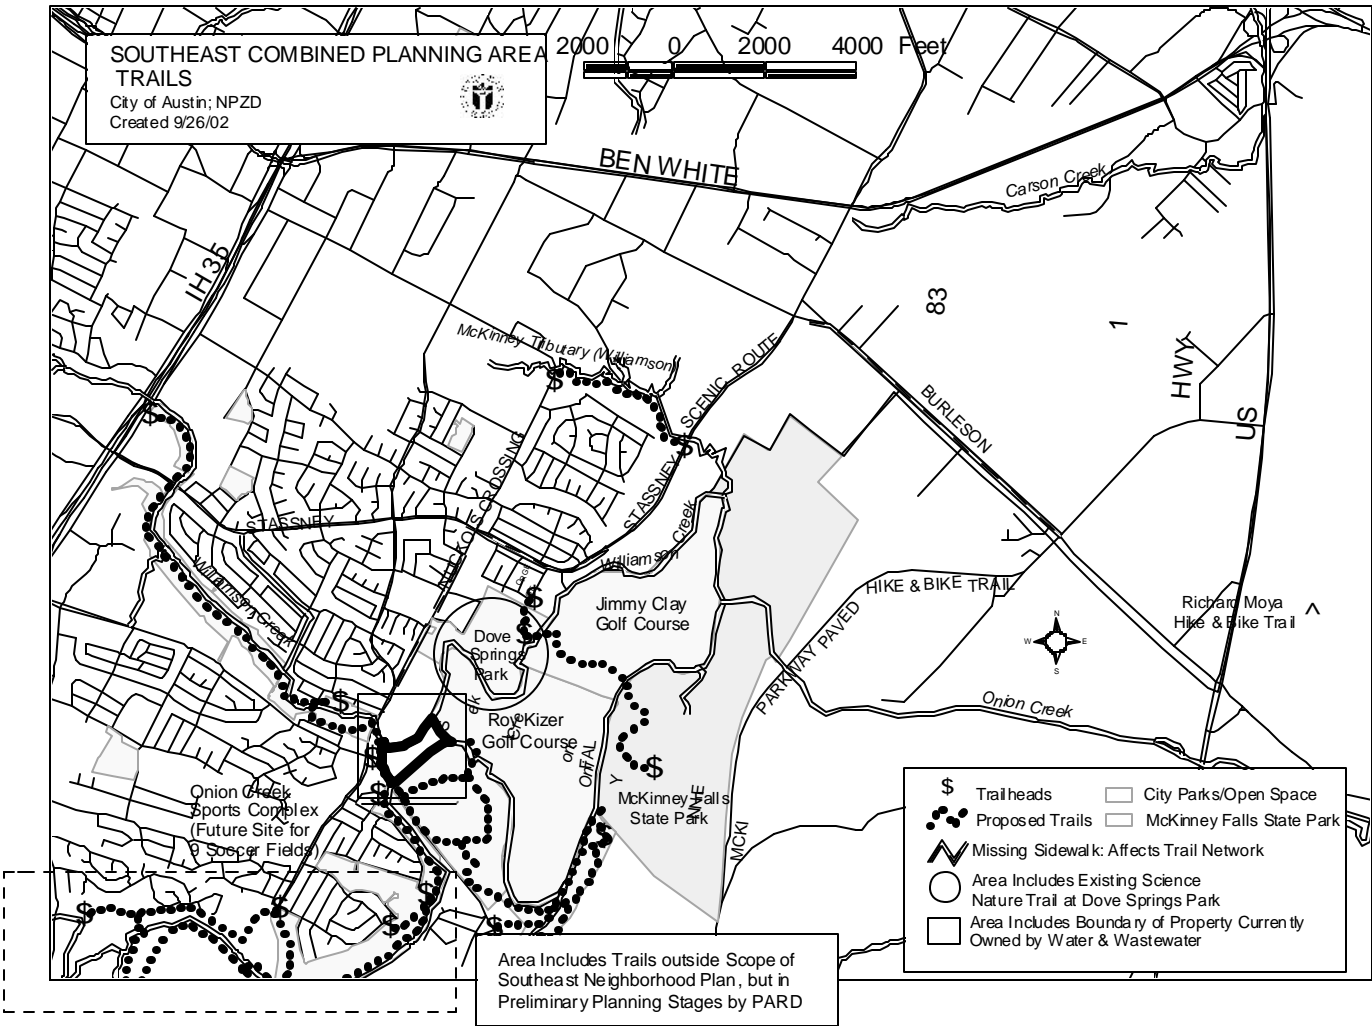 SOUTHEAST COMBINED PLANNING AREA
TRAILS
City of Austin; NPZD
Created 9/26/02
2000 0 2000 4000 Feet
BEN WHITE
Carson Creek
IH 35
83
1
HWY
US
McKinney Tributary (Williamson)
SCENIC ROUTE
STASSNEY
BURLESON
NUCKOLS CROSSING
STASSNEY
Williamson Creek
Williamson Creek
HIKE & BIKE TRAIL
PARKWAY PAVED
Jimmy Clay
Golf Course
Richard Moya
Hike & Bike Trail
^
N
W E
S
Dove
Springs
Park
Onion Creek
Roy Kizer
Golf Course
McKinney Falls
State Park
MCKI
Onion Creek
Sports Complex
(Future Site for
9 Soccer Fields)
$ Trailheads
Proposed Trails
City Parks/Open Space
McKinney Falls State Park
Missing Sidewalk: Affects Trail Network
Area Includes Existing Science
Nature Trail at Dove Springs Park
Area Includes Boundary of Property Currently
Owned by Water & Wastewater
Area Includes Trails outside Scope of
Southeast Neighborhood Plan, but in
Preliminary Planning Stages by PARD